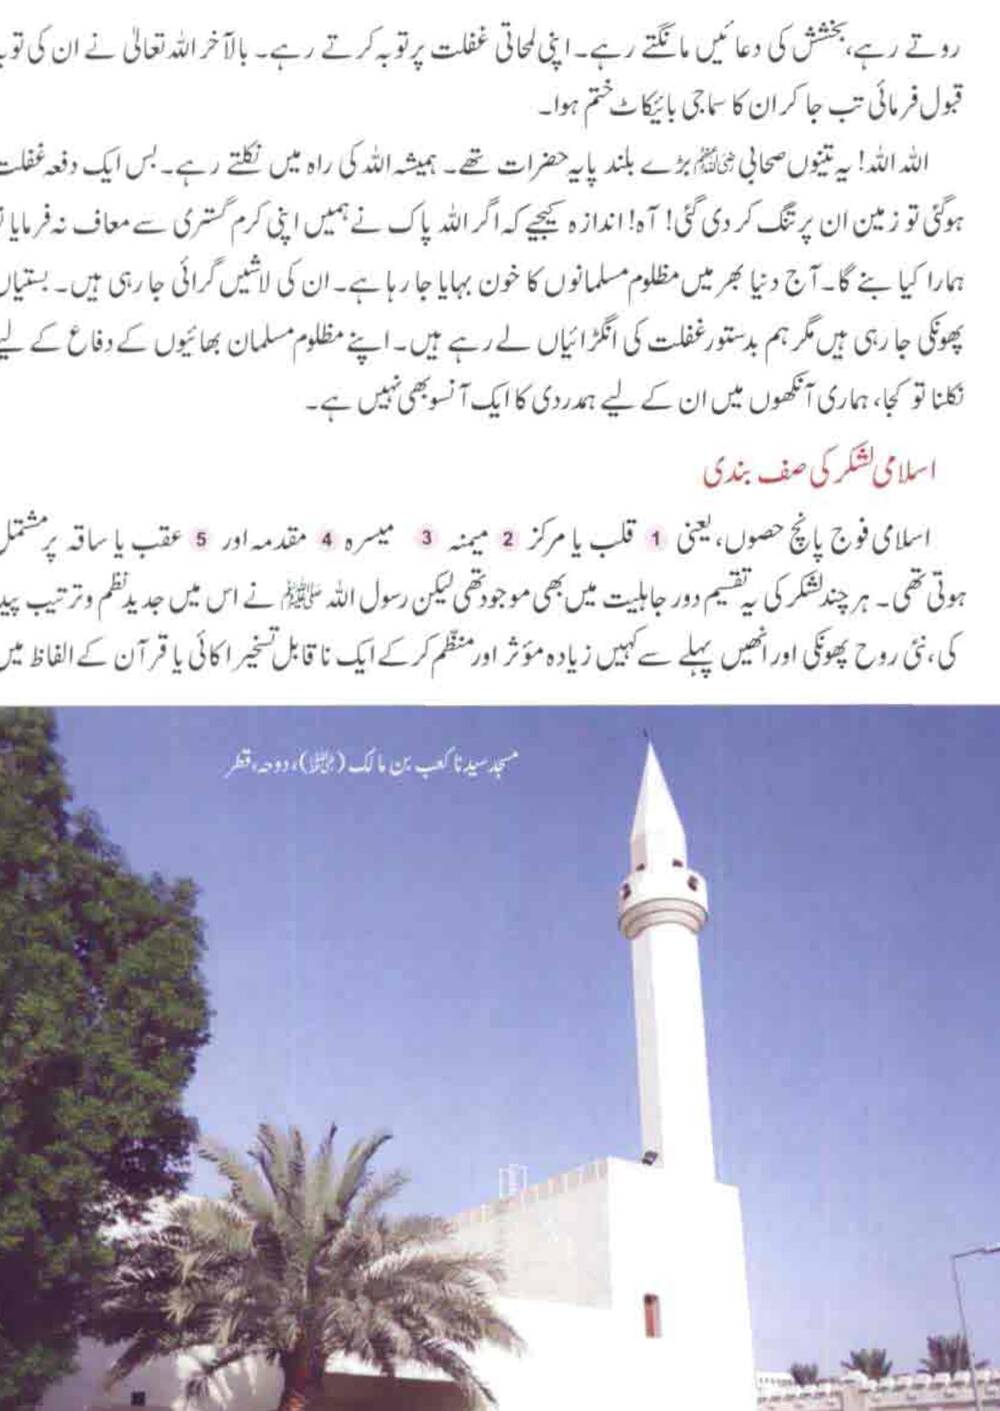 روتے رہے، بخشش کی دعائیں مانگتے رہے۔ اپنی لمحاتی غفلت پر توبہ کرتے رہے۔ بالآخر اللہ تعالیٰ نے ان کی توبہ
قبول فرمائی تب جا کر ان کا سماجی بائیکاٹ ختم ہوا۔
اللہ اللہ! یہ تینوں صحابی رضی اللہ عنہم بڑے بلند پایہ حضرات تھے۔ ہمیشہ اللہ کی راہ میں نکلتے رہے۔ بس ایک دفعہ غفلت
ہوگئی تو زمین ان پر تنگ کر دی گئی! آہ! اندازہ کیجیے کہ اگر اللہ پاک نے ہمیں اپنی کرم گستری سے معاف نہ فرمایا تو
ہمارا کیا بنے گا۔ آج دنیا بھر میں مظلوم مسلمانوں کا خون بہایا جا رہا ہے۔ ان کی لاشیں گرائی جا رہی ہیں۔ بستیاں
پھونکی جا رہی ہیں مگر ہم بدستور غفلت کی انگڑائیاں لے رہے ہیں۔ اپنے مظلوم مسلمان بھائیوں کے دفاع کے لیے
نکلنا تو کجا، ہماری آنکھوں میں ان کے لیے ہمدردی کا ایک آنسو بھی نہیں ہے۔
اسلامی لشکر کی صف بندی
اسلامی فوج پانچ حصوں، یعنی 1 قلب یا مرکز 2 میمنہ 3 میسرہ 4 مقدمہ اور 5 عقب یا ساقہ پر مشتمل
ہوتی تھی۔ ہر چند لشکر کی یہ تقسیم دور جاہلیت میں بھی موجود تھی لیکن رسول اللہ ﷺ نے اس میں جدید نظم و ترتیب پیدا
کی، نئی روح پھونکی اور انھیں پہلے سے کہیں زیادہ مؤثر اور منظّم کر کے ایک ناقابل تسخیر اکائی یا قرآن کے الفاظ میں
مسجد سیدنا کعب بن مالک (رضی اللہ عنہ)، دوحہ، قطر